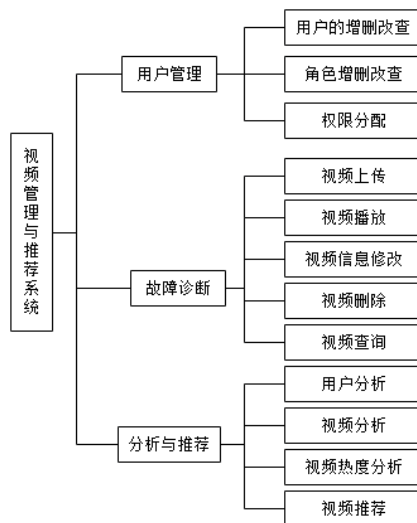 视频管理与推荐系统
用户管理
用户的增删改查
角色增删改查
权限分配
故障诊断
视频上传
视频播放
视频信息修改
视频删除
视频查询
分析与推荐
用户分析
视频分析
视频热度分析
视频推荐